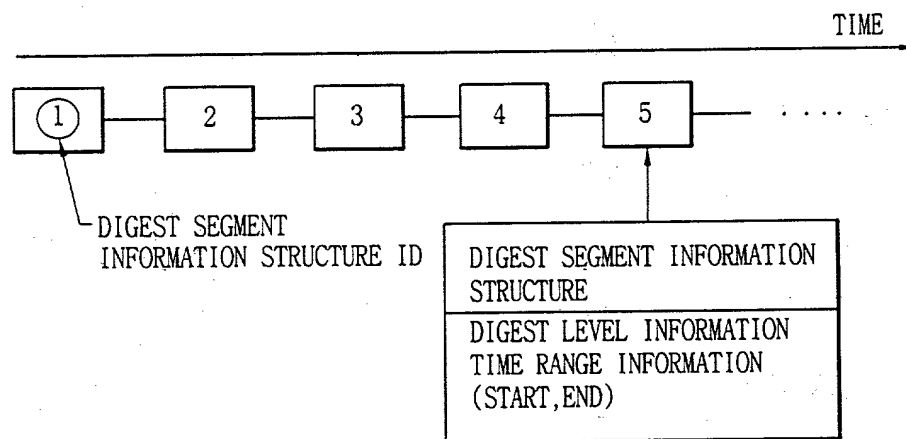 TIME
1 2 3 4 5 ....
DIGEST SEGMENT
INFORMATION STRUCTURE ID
DIGEST SEGMENT INFORMATION
STRUCTURE
DIGEST LEVEL INFORMATION
TIME RANGE INFORMATION
(START,END)